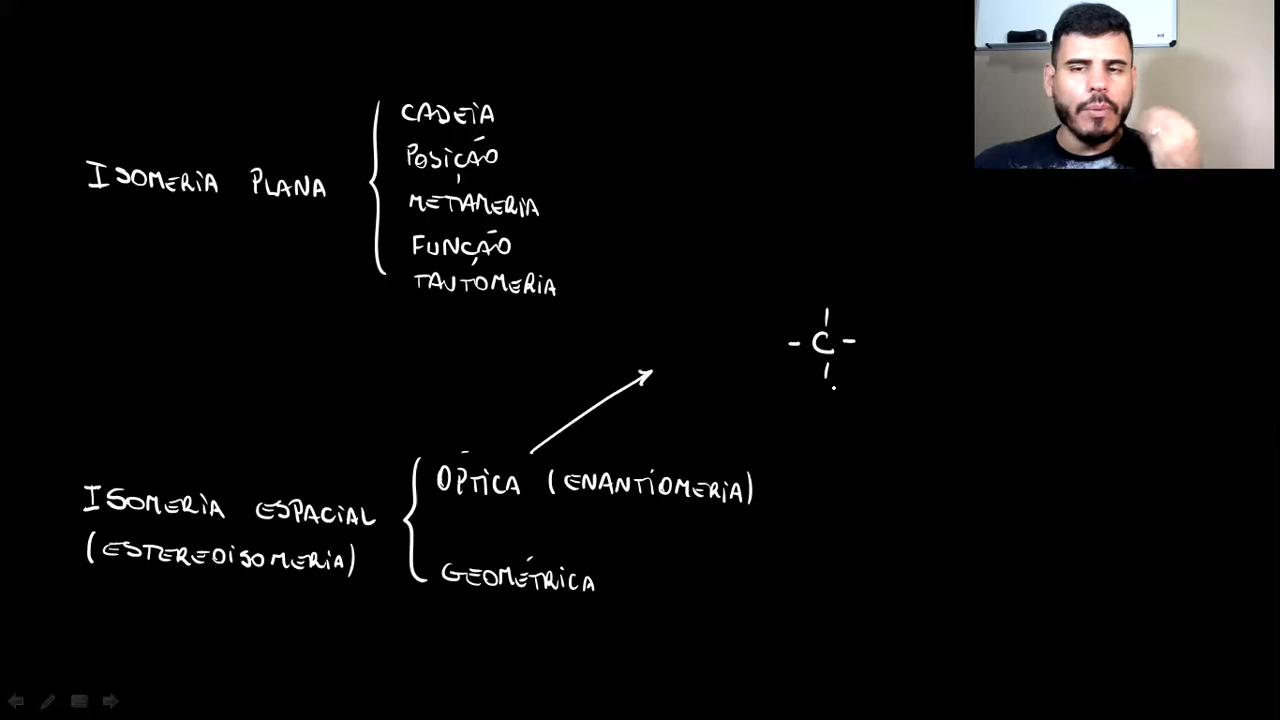 ISOMERIA PLANA
CADEIA
POSIÇÃO
METAMERIA
FUNÇÃO
TAUTOMERIA
- C -
ISOMERIA ESPACIAL
(ESTEREOISOMERIA)
ÓPTICA (ENANTIOMERIA)
GEOMÉTRICA